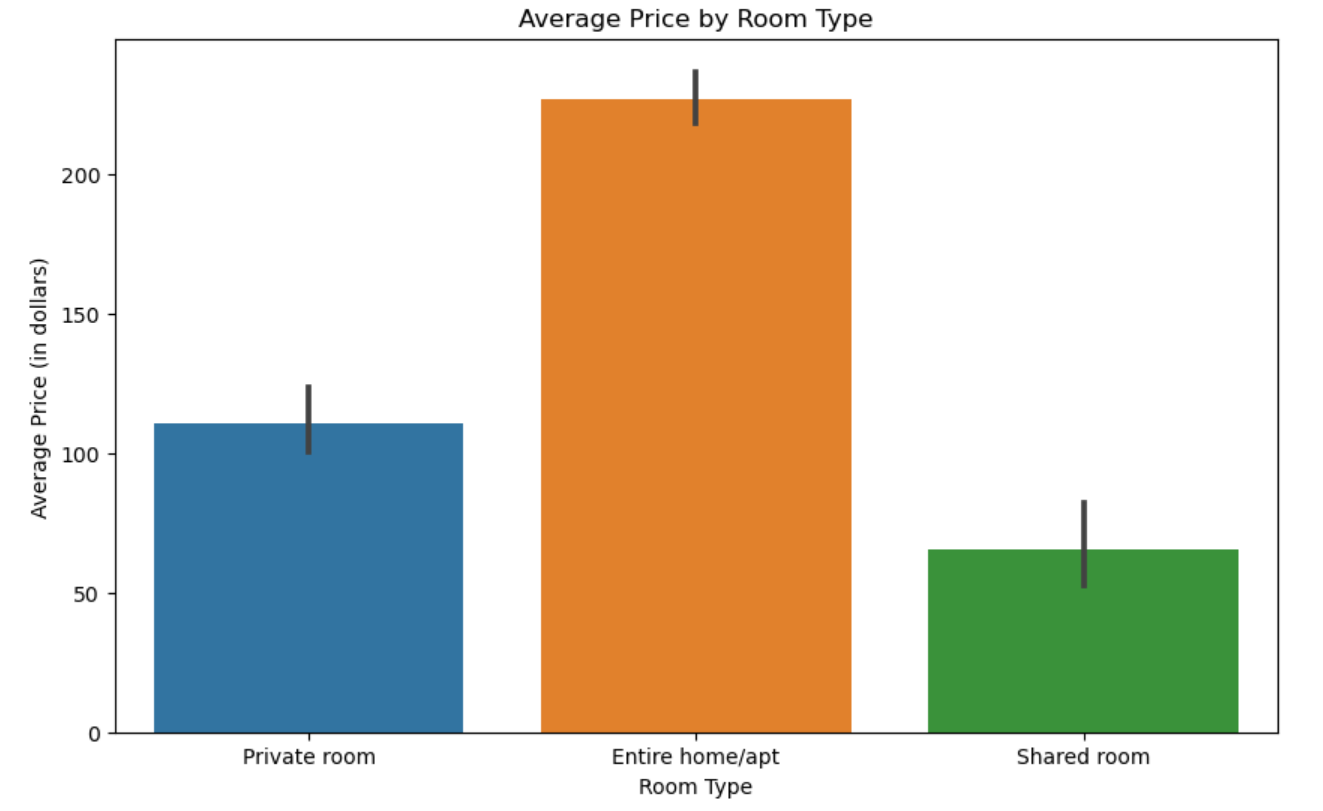 Average Price by Room Type
Average Price (in dollars)
200
150
100
50
0
Private room
Entire home/apt
Shared room
Room Type